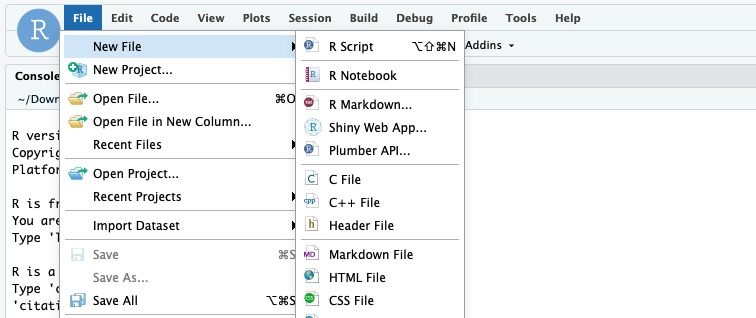 R
File Edit Code View Plots Session Build Debug Profile Tools Help
Addins
New File
New Project...
Open File... ⌘O
Open File in New Column...
Recent Files
Open Project...
Recent Projects
Import Dataset
Save ⌘S
Save As...
Save All ⌥⌘S
R Script ⌥⇧⌘N
R Notebook
R Markdown...
Shiny Web App...
Plumber API...
C File
C++ File
Header File
Markdown File
HTML File
CSS File
Console
~/Down
R versi
Copyrig
Platfor
R is fr
You are
Type 'l
R is a
Type 'c
'citati